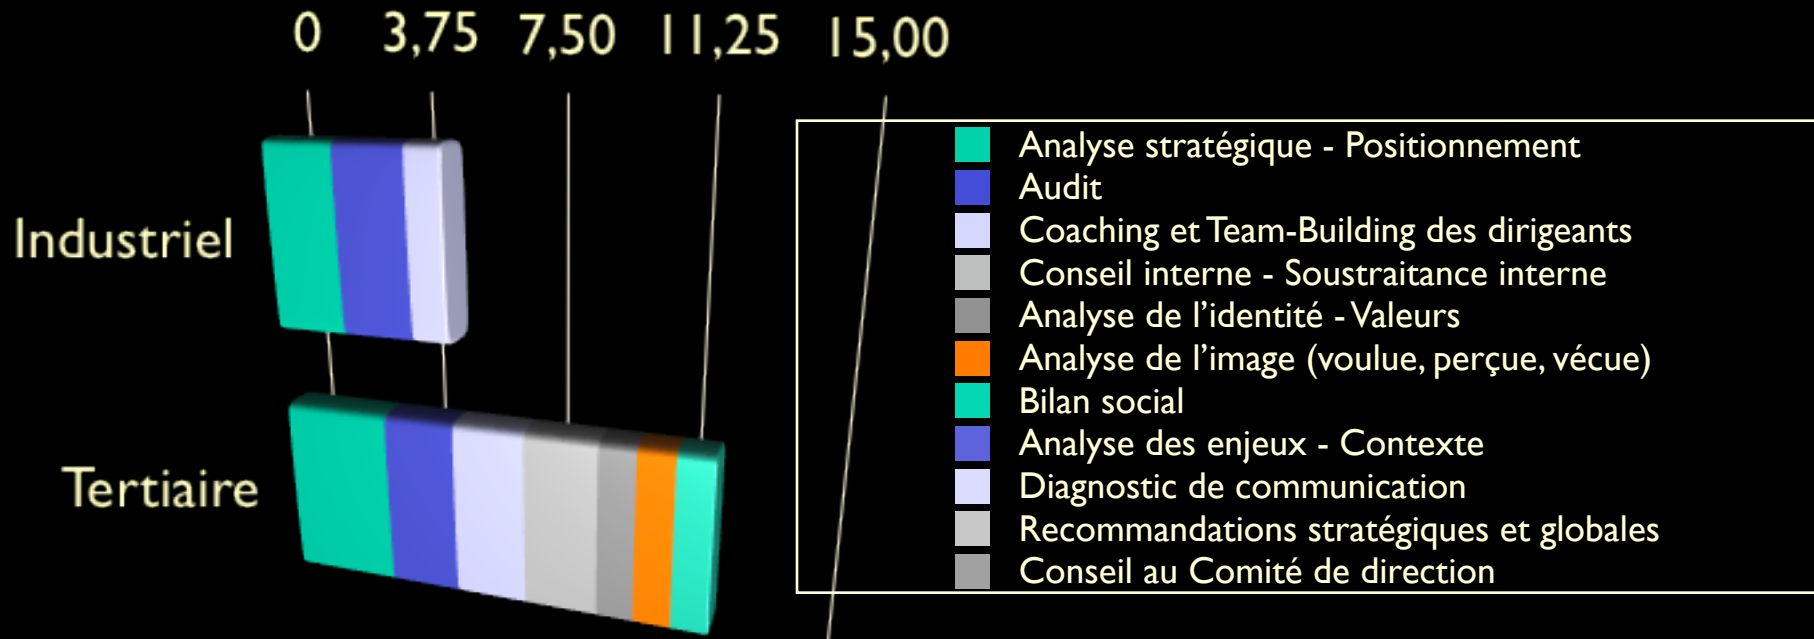 0 3,75 7,50 11,25 15,00
Industriel
Tertiaire
Analyse stratégique - Positionnement
Audit
Coaching et Team-Building des dirigeants
Conseil interne - Soustraitance interne
Analyse de l’identité - Valeurs
Analyse de l’image (voulue, perçue, vécue)
Bilan social
Analyse des enjeux - Contexte
Diagnostic de communication
Recommandations stratégiques et globales
Conseil au Comité de direction